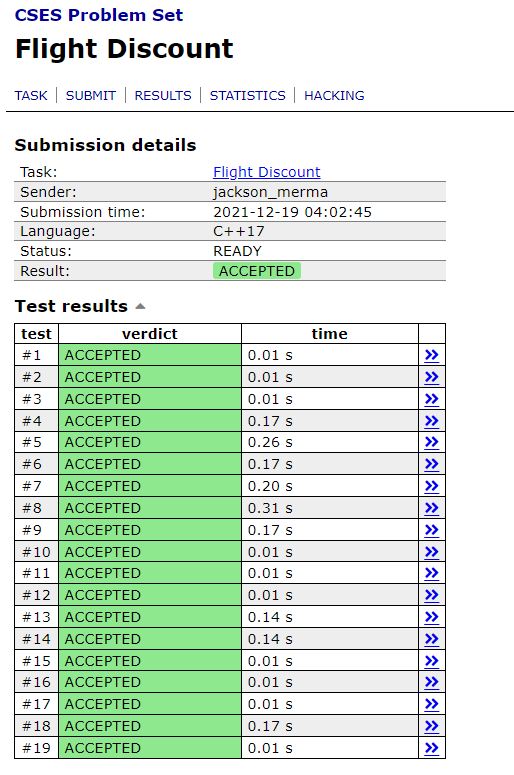 CSES Problem Set
Flight Discount
TASK | SUBMIT | RESULTS | STATISTICS | HACKING
Submission details
Task: Flight Discount
Sender: jackson_merma
Submission time: 2021-12-19 04:02:45
Language: C++17
Status: READY
Result: ACCEPTED
Test results
test verdict time
#1 ACCEPTED 0.01 s »
#2 ACCEPTED 0.01 s »
#3 ACCEPTED 0.01 s »
#4 ACCEPTED 0.17 s »
#5 ACCEPTED 0.26 s »
#6 ACCEPTED 0.17 s »
#7 ACCEPTED 0.20 s »
#8 ACCEPTED 0.31 s »
#9 ACCEPTED 0.17 s »
#10 ACCEPTED 0.01 s »
#11 ACCEPTED 0.01 s »
#12 ACCEPTED 0.01 s »
#13 ACCEPTED 0.14 s »
#14 ACCEPTED 0.14 s »
#15 ACCEPTED 0.01 s »
#16 ACCEPTED 0.01 s »
#17 ACCEPTED 0.01 s »
#18 ACCEPTED 0.17 s »
#19 ACCEPTED 0.01 s »